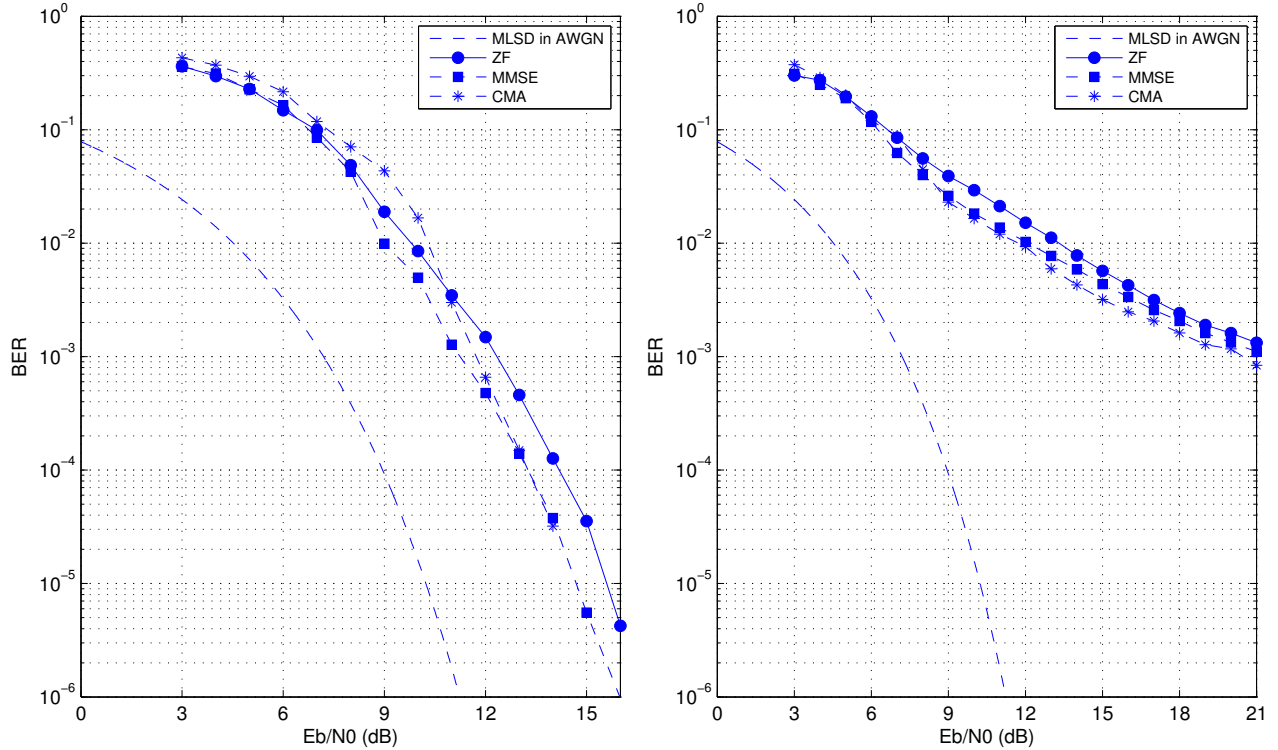 10^0
10^-1
10^-2
10^-3
10^-4
10^-5
10^-6
BER
0 3 6 9 12 15
Eb/N0 (dB)
MLSD in AWGN
ZF
MMSE
CMA
10^0
10^-1
10^-2
10^-3
10^-4
10^-5
10^-6
BER
0 3 6 9 12 15 18 21
Eb/N0 (dB)
MLSD in AWGN
ZF
MMSE
CMA